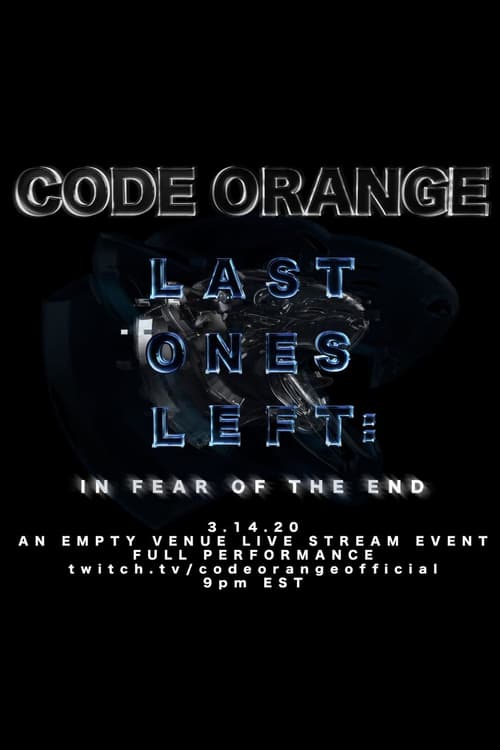 CODE ORANGE
LAST
ONES
LEFT:
IN FEAR OF THE END
3.14.20
AN EMPTY VENUE LIVE STREAM EVENT
FULL PERFORMANCE
twitch.tv/codeorangeofficial
9pm EST